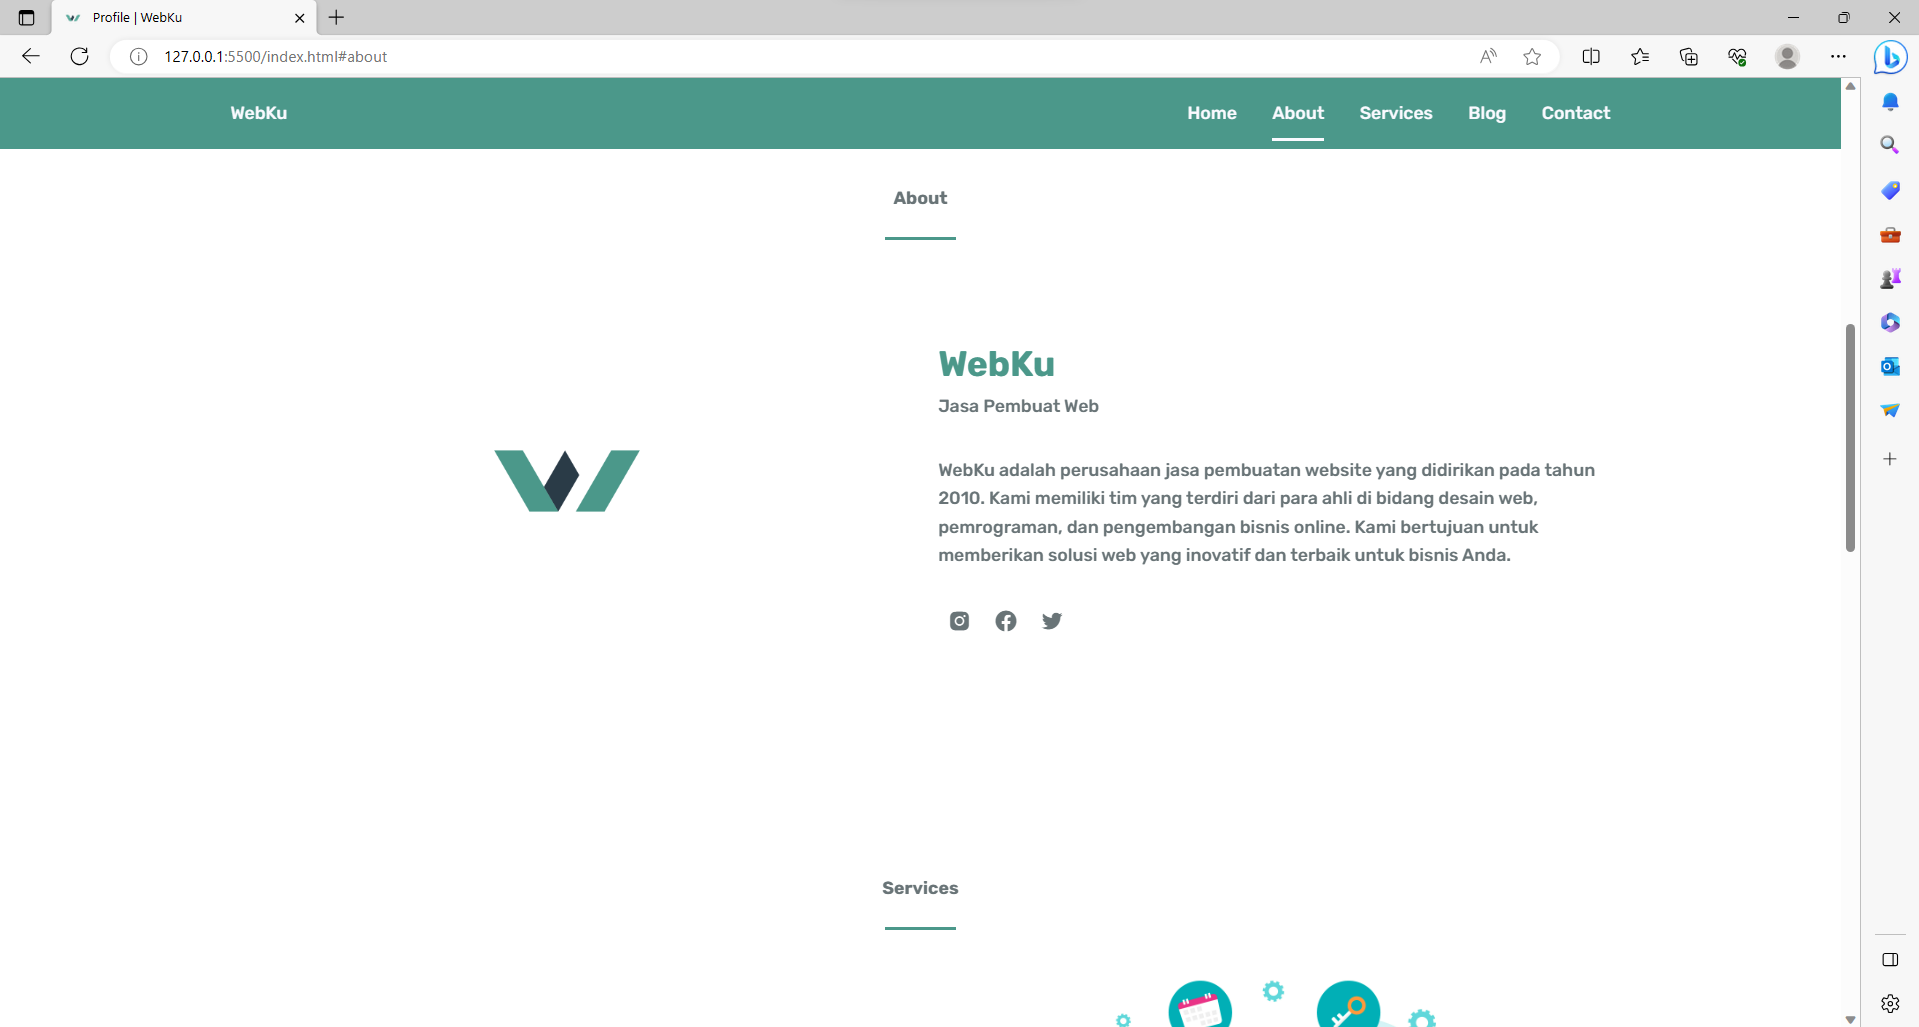 Profile | WebKu
127.0.0.1:5500/index.html#about
WebKu
Home About Services Blog Contact
About
WebKu
Jasa Pembuat Web
WebKu adalah perusahaan jasa pembuatan website yang didirikan pada tahun
2010. Kami memiliki tim yang terdiri dari para ahli di bidang desain web,
pemrograman, dan pengembangan bisnis online. Kami bertujuan untuk
memberikan solusi web yang inovatif dan terbaik untuk bisnis Anda.
Services